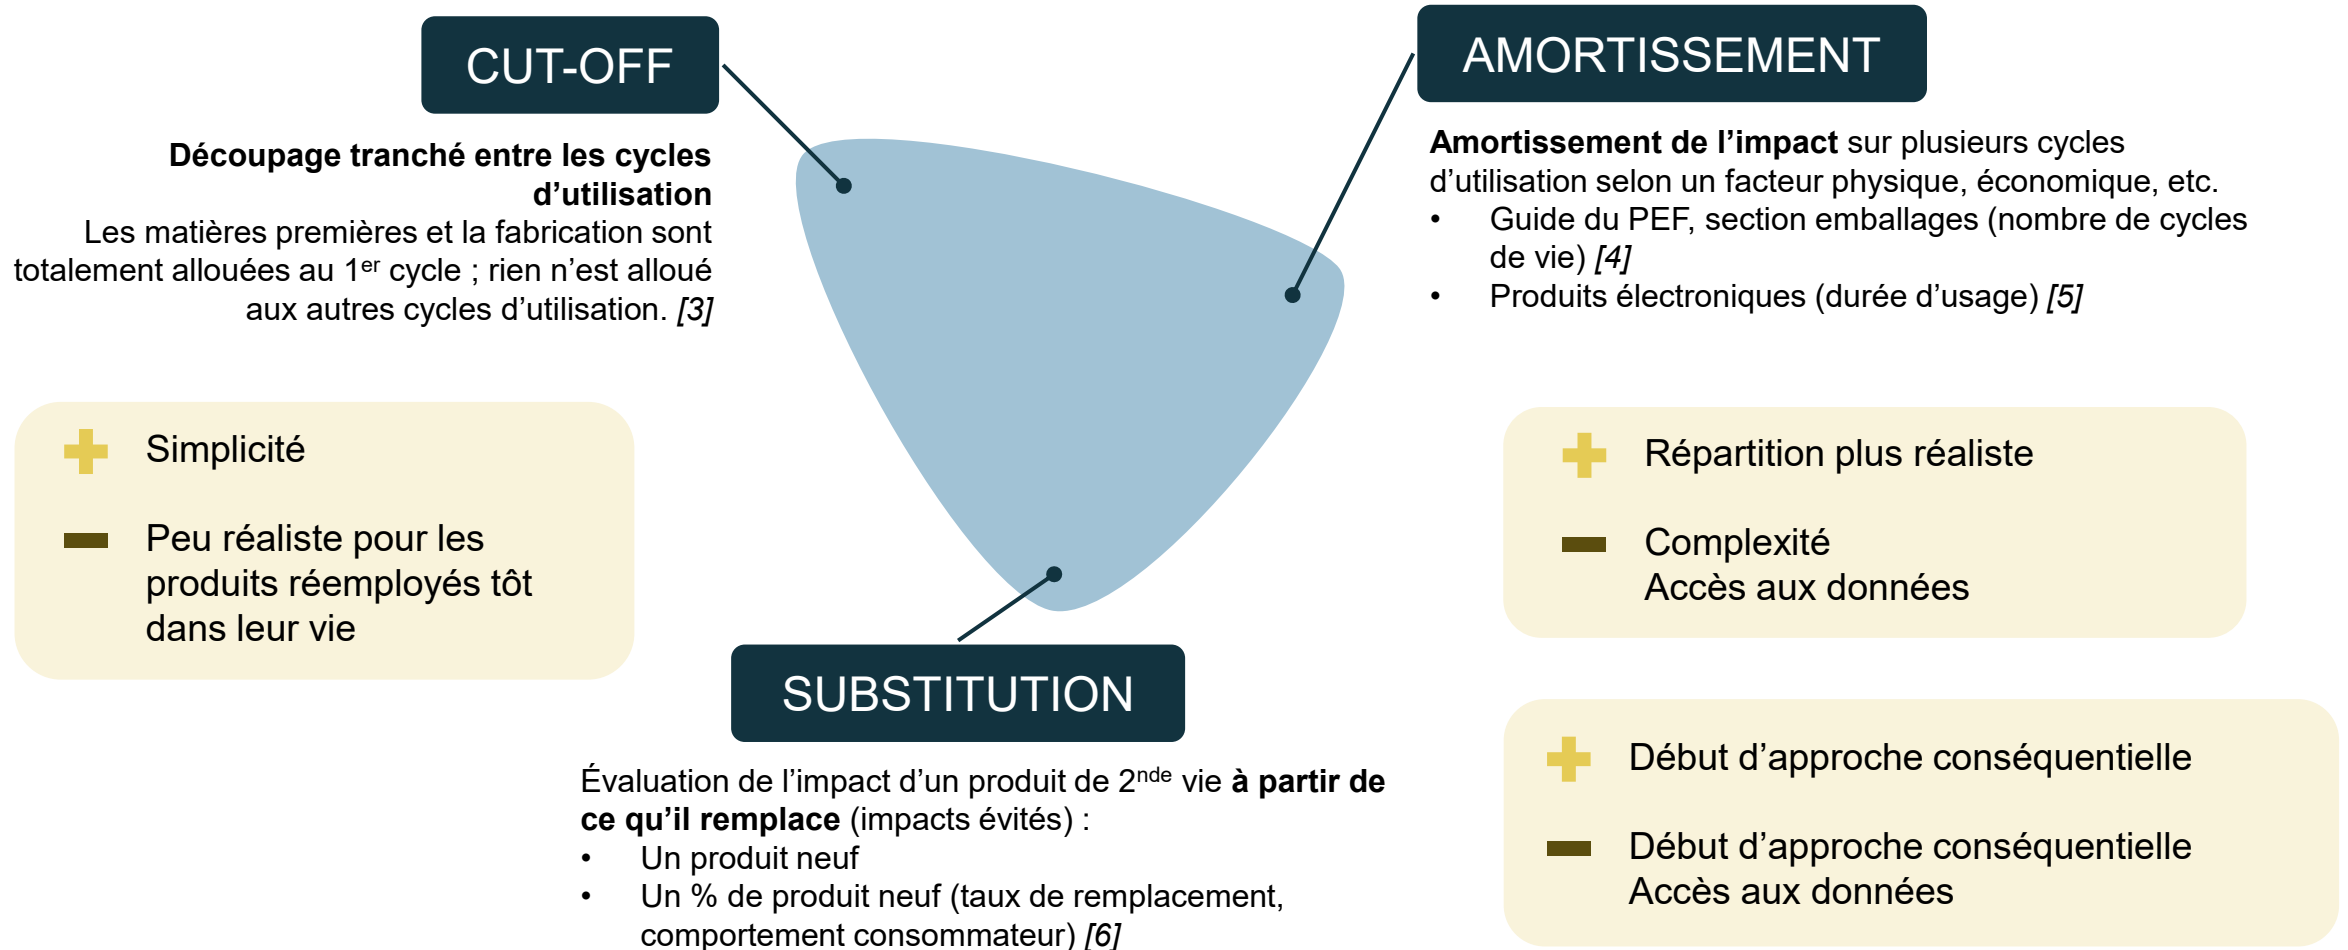 CUT-OFF
Découpage tranché entre les cycles
d’utilisation
Les matières premières et la fabrication sont
totalement allouées au 1er cycle ; rien n’est alloué
aux autres cycles d’utilisation. [3]
Simplicité
Peu réaliste pour les
produits réemployés tôt
dans leur vie
AMORTISSEMENT
Amortissement de l’impact sur plusieurs cycles
d’utilisation selon un facteur physique, économique, etc.
• Guide du PEF, section emballages (nombre de cycles
de vie) [4]
• Produits électroniques (durée d’usage) [5]
Répartition plus réaliste
Complexité
Accès aux données
SUBSTITUTION
Évaluation de l’impact d’un produit de 2nde vie à partir de
ce qu’il remplace (impacts évités) :
• Un produit neuf
• Un % de produit neuf (taux de remplacement,
comportement consommateur) [6]
Début d’approche conséquentielle
Début d’approche conséquentielle
Accès aux données